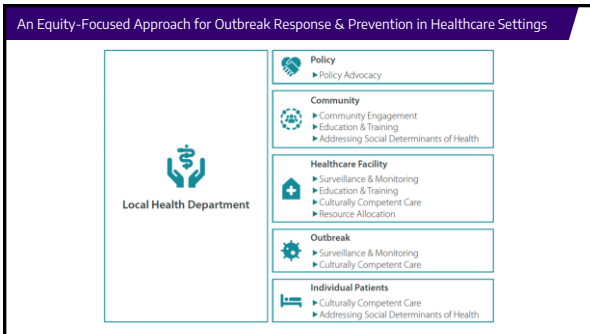 An Equity-Focused Approach for Outbreak Response & Prevention in Healthcare Settings
Local Health Department
Policy
▶Policy Advocacy
Community
▶Community Engagement
▶Education & Training
▶Addressing Social Determinants of Health
Healthcare Facility
▶Surveillance & Monitoring
▶Education & Training
▶Culturally Competent Care
▶Resource Allocation
Outbreak
▶Surveillance & Monitoring
▶Culturally Competent Care
Individual Patients
▶Culturally Competent Care
▶Addressing Social Determinants of Health